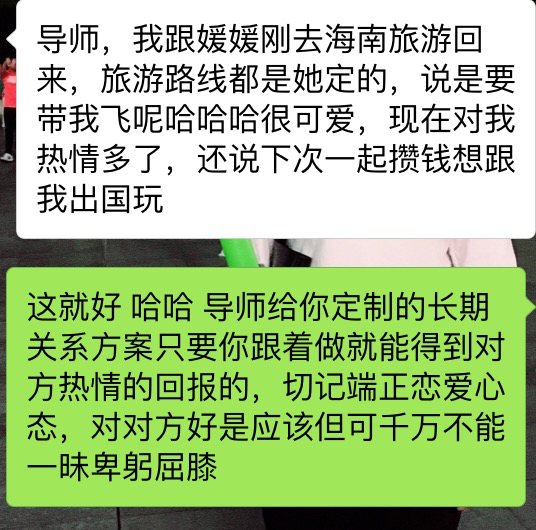 导师，我跟媛媛刚去海南旅游回
来，旅游路线都是她定的，说是要
带我飞呢哈哈哈很可爱，现在对我
热情多了，还说下次一起攒钱想跟
我出国玩
这就好 哈哈 导师给你定制的长期
关系方案只要你跟着做就能得到对
方热情的回报的，切记端正恋爱心
态，对对方好是应该但可千万不能
一昧卑躬屈膝